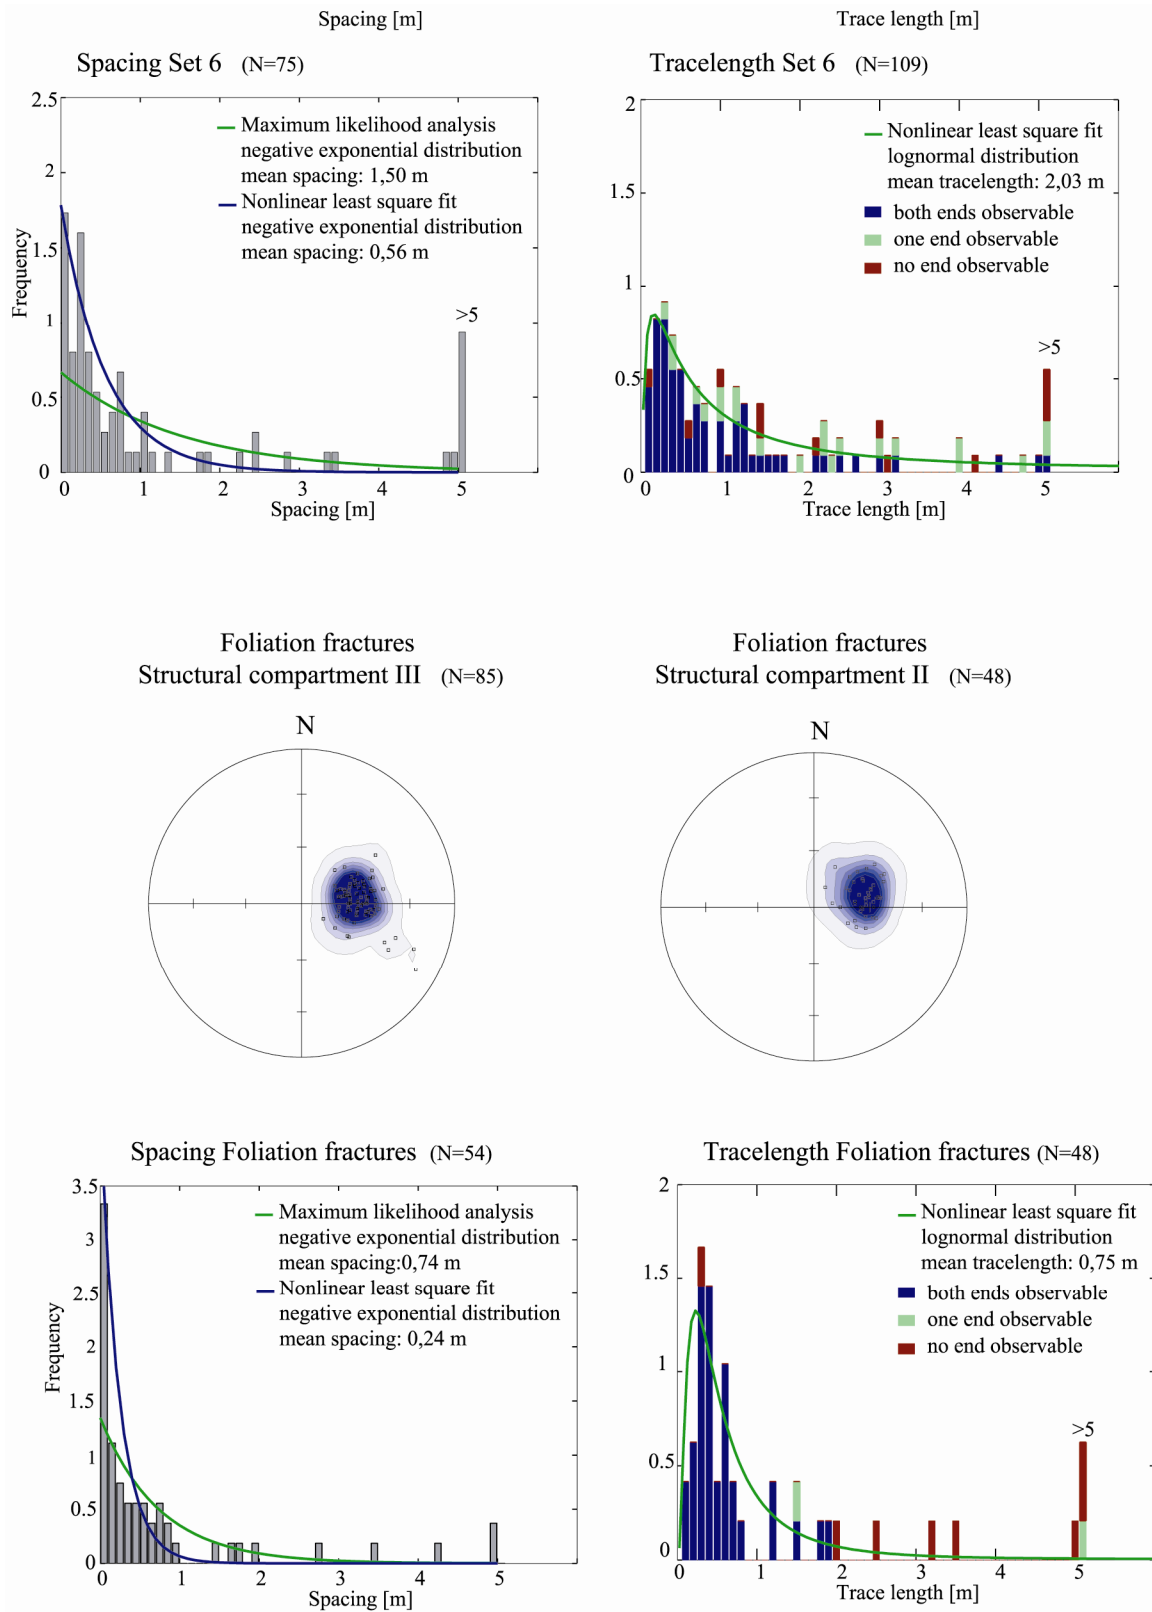 Spacing [m]
Trace length [m]
Spacing Set 6 (N=75)
2.5
2
1.5
1
0.5
0
Frequency
Maximum likelihood analysis
negative exponential distribution
mean spacing: 1,50 m
Nonlinear least square fit
negative exponential distribution
mean spacing: 0,56 m
>5
0 1 2 3 4 5
Spacing [m]
Tracelength Set 6 (N=109)
2
1.5
1
0.5
0
Nonlinear least square fit
lognormal distribution
mean tracelength: 2,03 m
both ends observable
one end observable
no end observable
>5
0 1 2 3 4 5
Trace length [m]
Foliation fractures
Structural compartment III (N=85)
N
Foliation fractures
Structural compartment II (N=48)
N
Spacing Foliation fractures (N=54)
3.5
3
2.5
2
1.5
1
0.5
0
Frequency
Maximum likelihood analysis
negative exponential distribution
mean spacing:0,74 m
Nonlinear least square fit
negative exponential distribution
mean spacing: 0,24 m
0 1 2 3 4 5
Spacing [m]
Tracelength Foliation fractures (N=48)
2
1.5
1
0.5
0
Nonlinear least square fit
lognormal distribution
mean tracelength: 0,75 m
both ends observable
one end observable
no end observable
>5
0 1 2 3 4 5
Trace length [m]